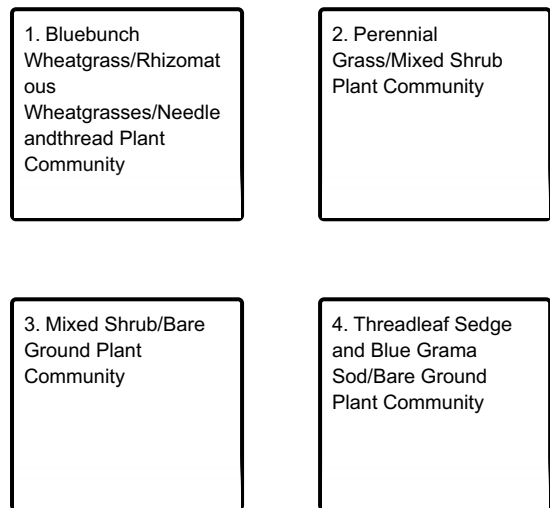 1. Bluebunch
Wheatgrass/Rhizomat
ous
Wheatgrasses/Needle
andthread Plant
Community
2. Perennial
Grass/Mixed Shrub
Plant Community
3. Mixed Shrub/Bare
Ground Plant
Community
4. Threadleaf Sedge
and Blue Grama
Sod/Bare Ground
Plant Community